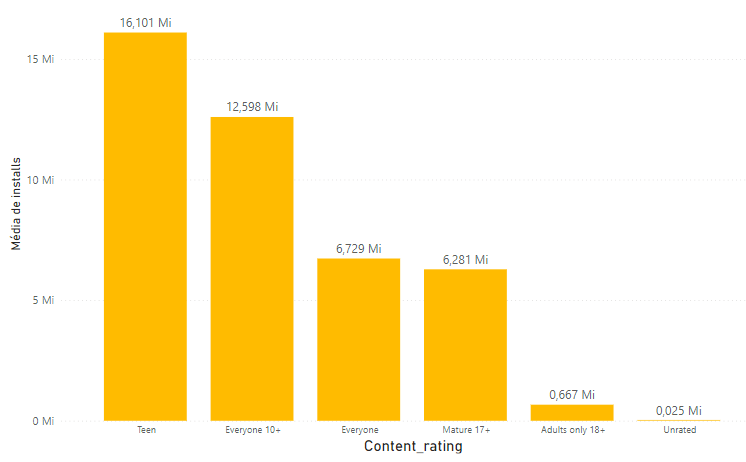 16,101 Mi
15 Mi
12,598 Mi
Média de installs
10 Mi
6,729 Mi
6,281 Mi
5 Mi
0,667 Mi
0,025 Mi
0 Mi
Teen
Everyone 10+
Everyone
Mature 17+
Adults only 18+
Unrated
Content_rating